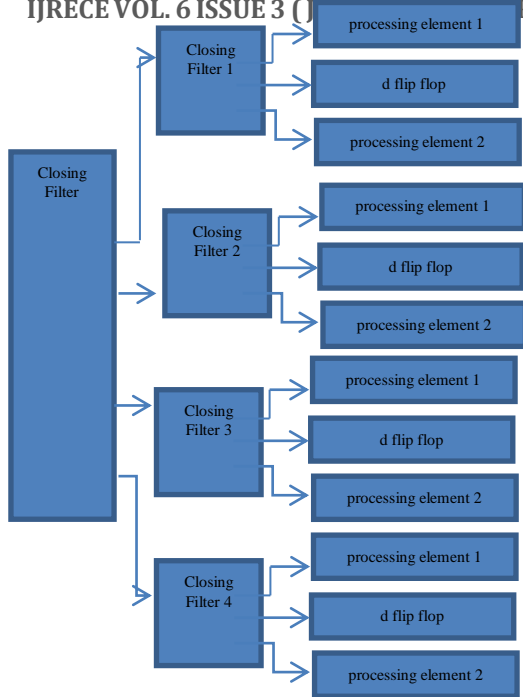 IJRECE VOL. 6 ISSUE 3 ( J
processing element 1
Closing
Filter 1
d flip flop
processing element 2
Closing
Filter
processing element 1
Closing
Filter 2
d flip flop
processing element 2
processing element 1
Closing
Filter 3
d flip flop
processing element 2
processing element 1
Closing
Filter 4
d flip flop
processing element 2